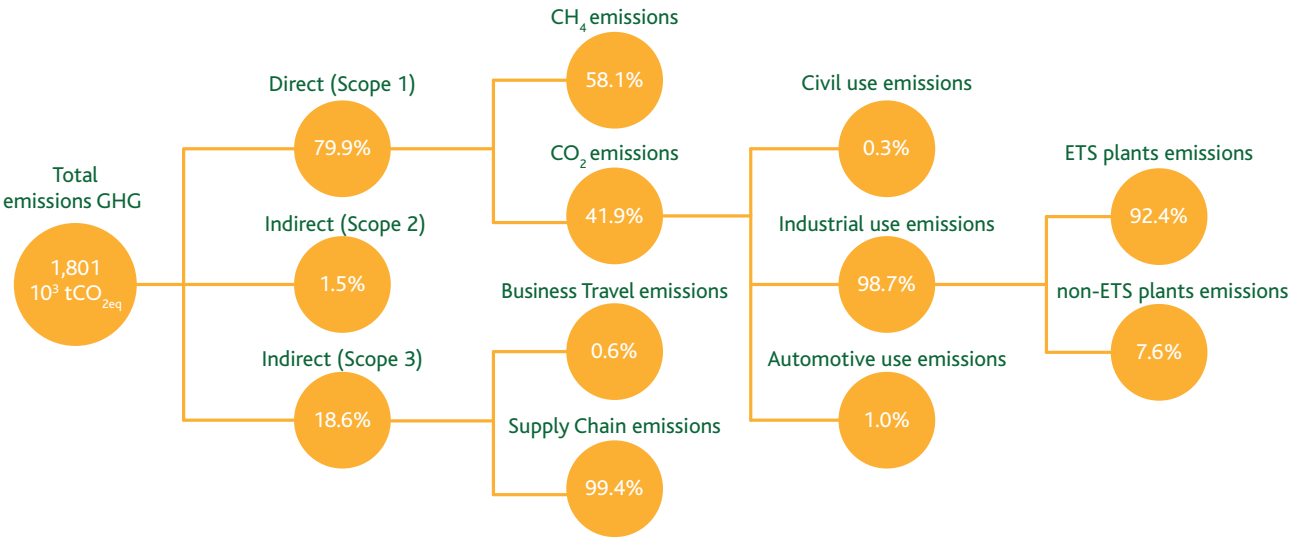 Total
emissions GHG
1,801
10³ tCO₂eq
Direct (Scope 1)
79.9%
Indirect (Scope 2)
1.5%
Indirect (Scope 3)
18.6%
CH₄ emissions
58.1%
CO₂ emissions
41.9%
Business Travel emissions
0.6%
Supply Chain emissions
99.4%
Civil use emissions
0.3%
Industrial use emissions
98.7%
Automotive use emissions
1.0%
ETS plants emissions
92.4%
non-ETS plants emissions
7.6%